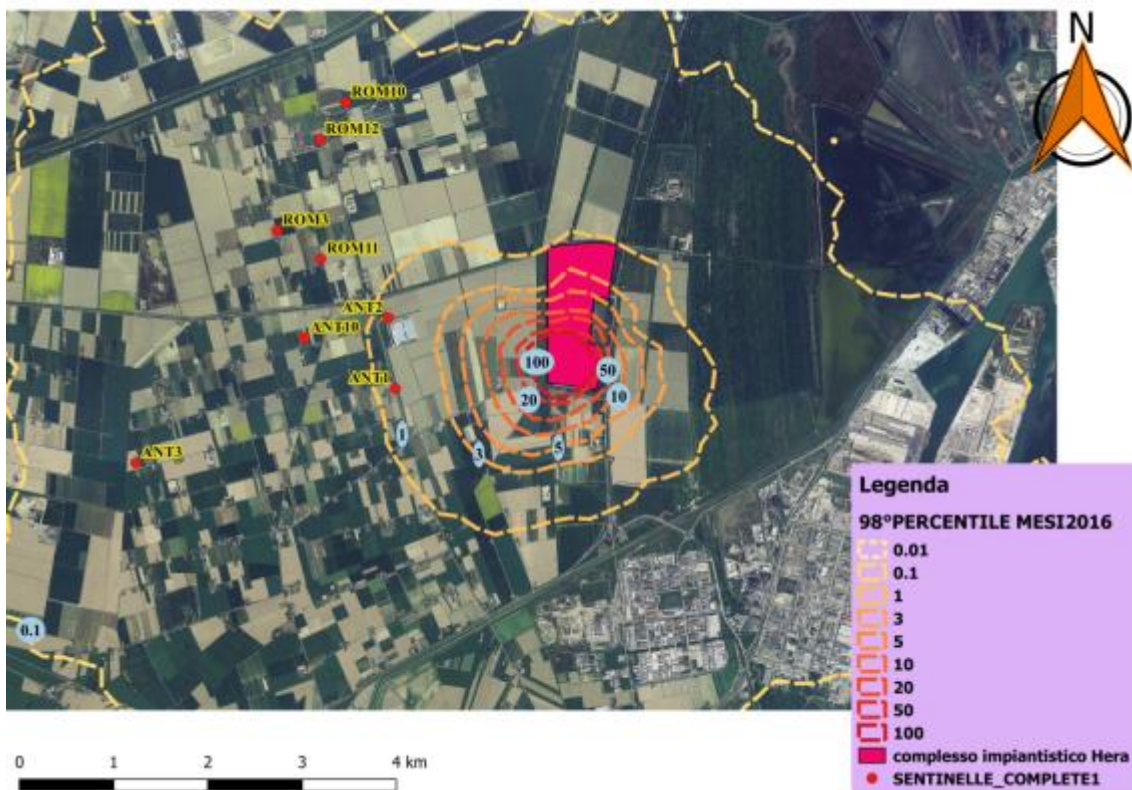 N
ROM10
ROM12
ROM3
ROM11
ANT2
ANT10
ANT1
ANT3
100
50
20
10
1
3
5
0.1
Legenda
98°PERCENTILE MESI2016
0.01
0.1
1
3
5
10
20
50
100
complesso impiantistico Hera
SENTINELLE_COMPLETE1
0 1 2 3 4 km